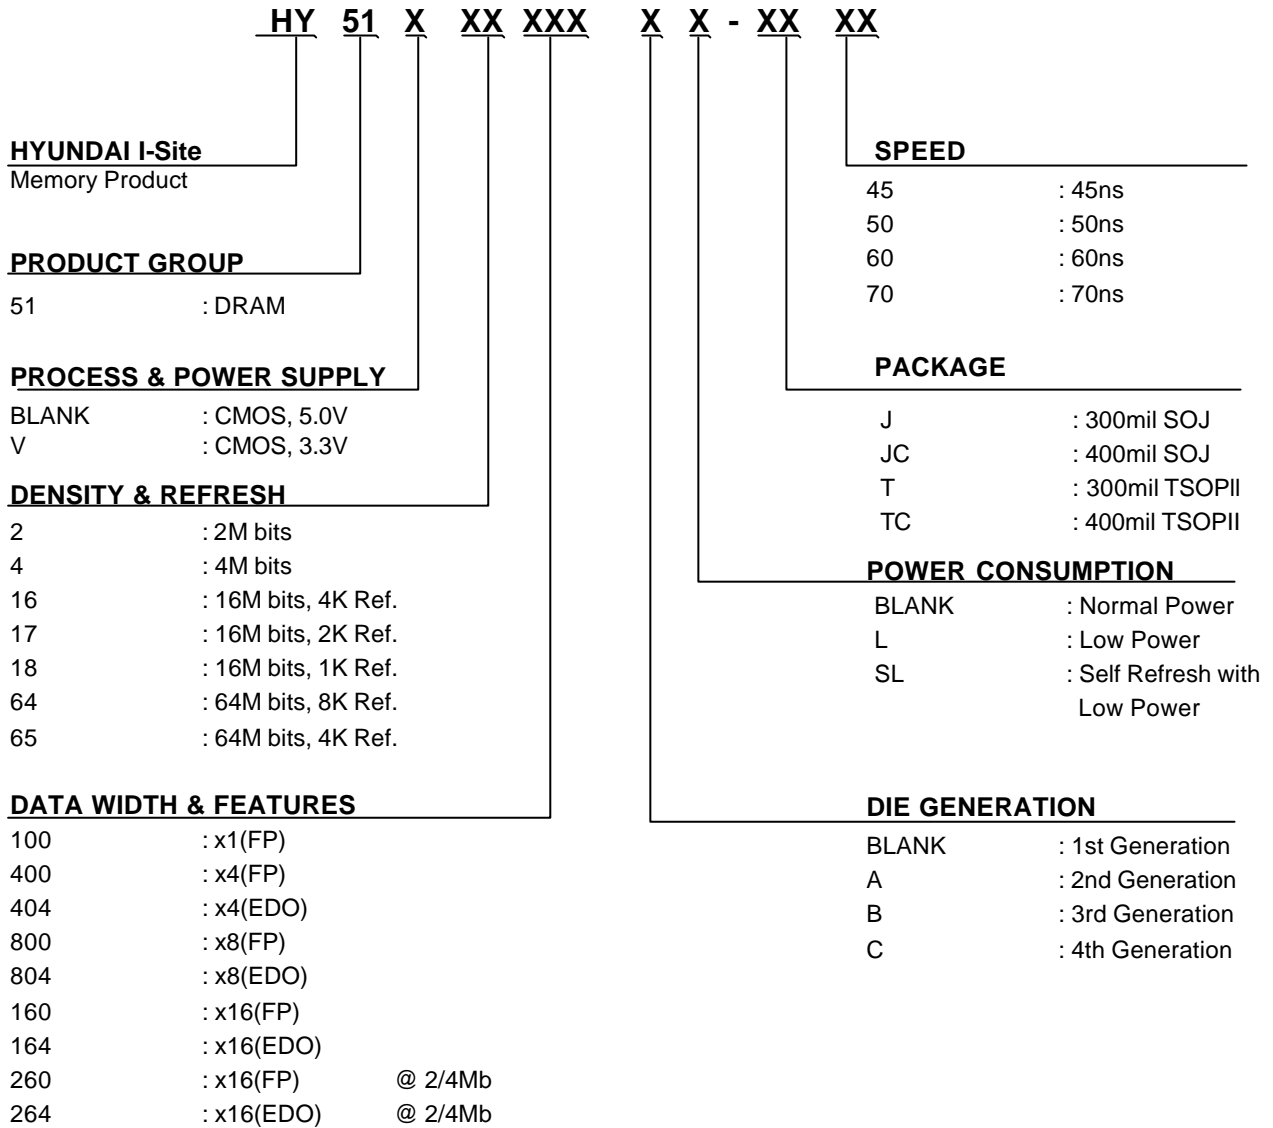 HY 51 X XX XXX X X - XX XX
HYUNDAI I-Site
Memory Product
PRODUCT GROUP
51 : DRAM
PROCESS & POWER SUPPLY
BLANK : CMOS, 5.0V
V : CMOS, 3.3V
DENSITY & REFRESH
2 : 2M bits
4 : 4M bits
16 : 16M bits, 4K Ref.
17 : 16M bits, 2K Ref.
18 : 16M bits, 1K Ref.
64 : 64M bits, 8K Ref.
65 : 64M bits, 4K Ref.
DATA WIDTH & FEATURES
100 : x1(FP)
400 : x4(FP)
404 : x4(EDO)
800 : x8(FP)
804 : x8(EDO)
160 : x16(FP)
164 : x16(EDO)
260 : x16(FP) @ 2/4Mb
264 : x16(EDO) @ 2/4Mb
SPEED
45 : 45ns
50 : 50ns
60 : 60ns
70 : 70ns
PACKAGE
J : 300mil SOJ
JC : 400mil SOJ
T : 300mil TSOPll
TC : 400mil TSOPII
POWER CONSUMPTION
BLANK : Normal Power
L : Low Power
SL : Self Refresh with
Low Power
DIE GENERATION
BLANK : 1st Generation
A : 2nd Generation
B : 3rd Generation
C : 4th Generation